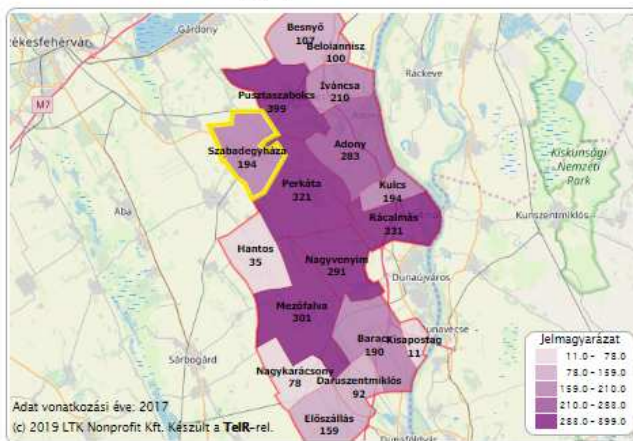 Gárdony
Besnyő
107
Beloiannisz
100
Székesfehérvár
Ráckeve
M7
Iváncsa
210
Pusztaszabolcs
399
Szabadegyháza
194
Adony
283
Kiskunsági
Nemzeti
Park
Perkáta
321
Kulcs
194
Aba
Rácalmás
331
Kunszentmiklós
Hantos
35
Nagyvenyim
291
Dunaújváros
Mezőfalva
301
Baracs
190
Kisapostag
11
Sárbogárd
Nagykarácsony
78
Daruszentmiklós
92
Előszállás
159
Jelmagyarázat
11.0 - 78.0
78.0 - 159.0
159.0 - 210.0
210.0 - 288.0
288.0 - 399.0
Adat vonatkozási éve: 2017
(c) 2019 LTK Nonprofit Kft. Készült a TeIR-rel.